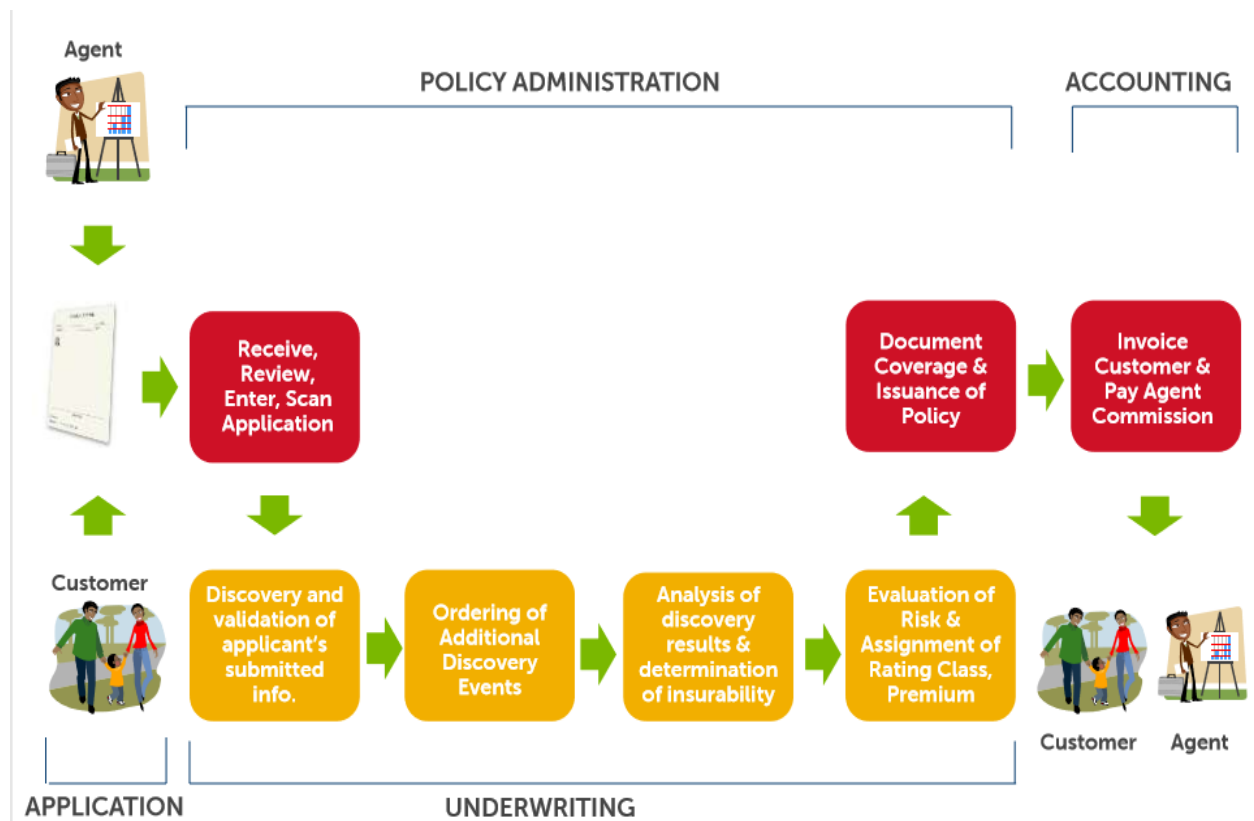 Agent
POLICY ADMINISTRATION
ACCOUNTING
Receive,
Review,
Enter, Scan
Application
Document
Coverage &
Issuance of
Policy
Invoice
Customer &
Pay Agent
Commission
Customer
Discovery and
validation of
applicant's
submitted
info.
Ordering of
Additional
Discovery
Events
Analysis of
discovery
results &
determination
of insurability
Evaluation of
Risk &
Assignment of
Rating Class,
Premium
Customer
Agent
APPLICATION
UNDERWRITING